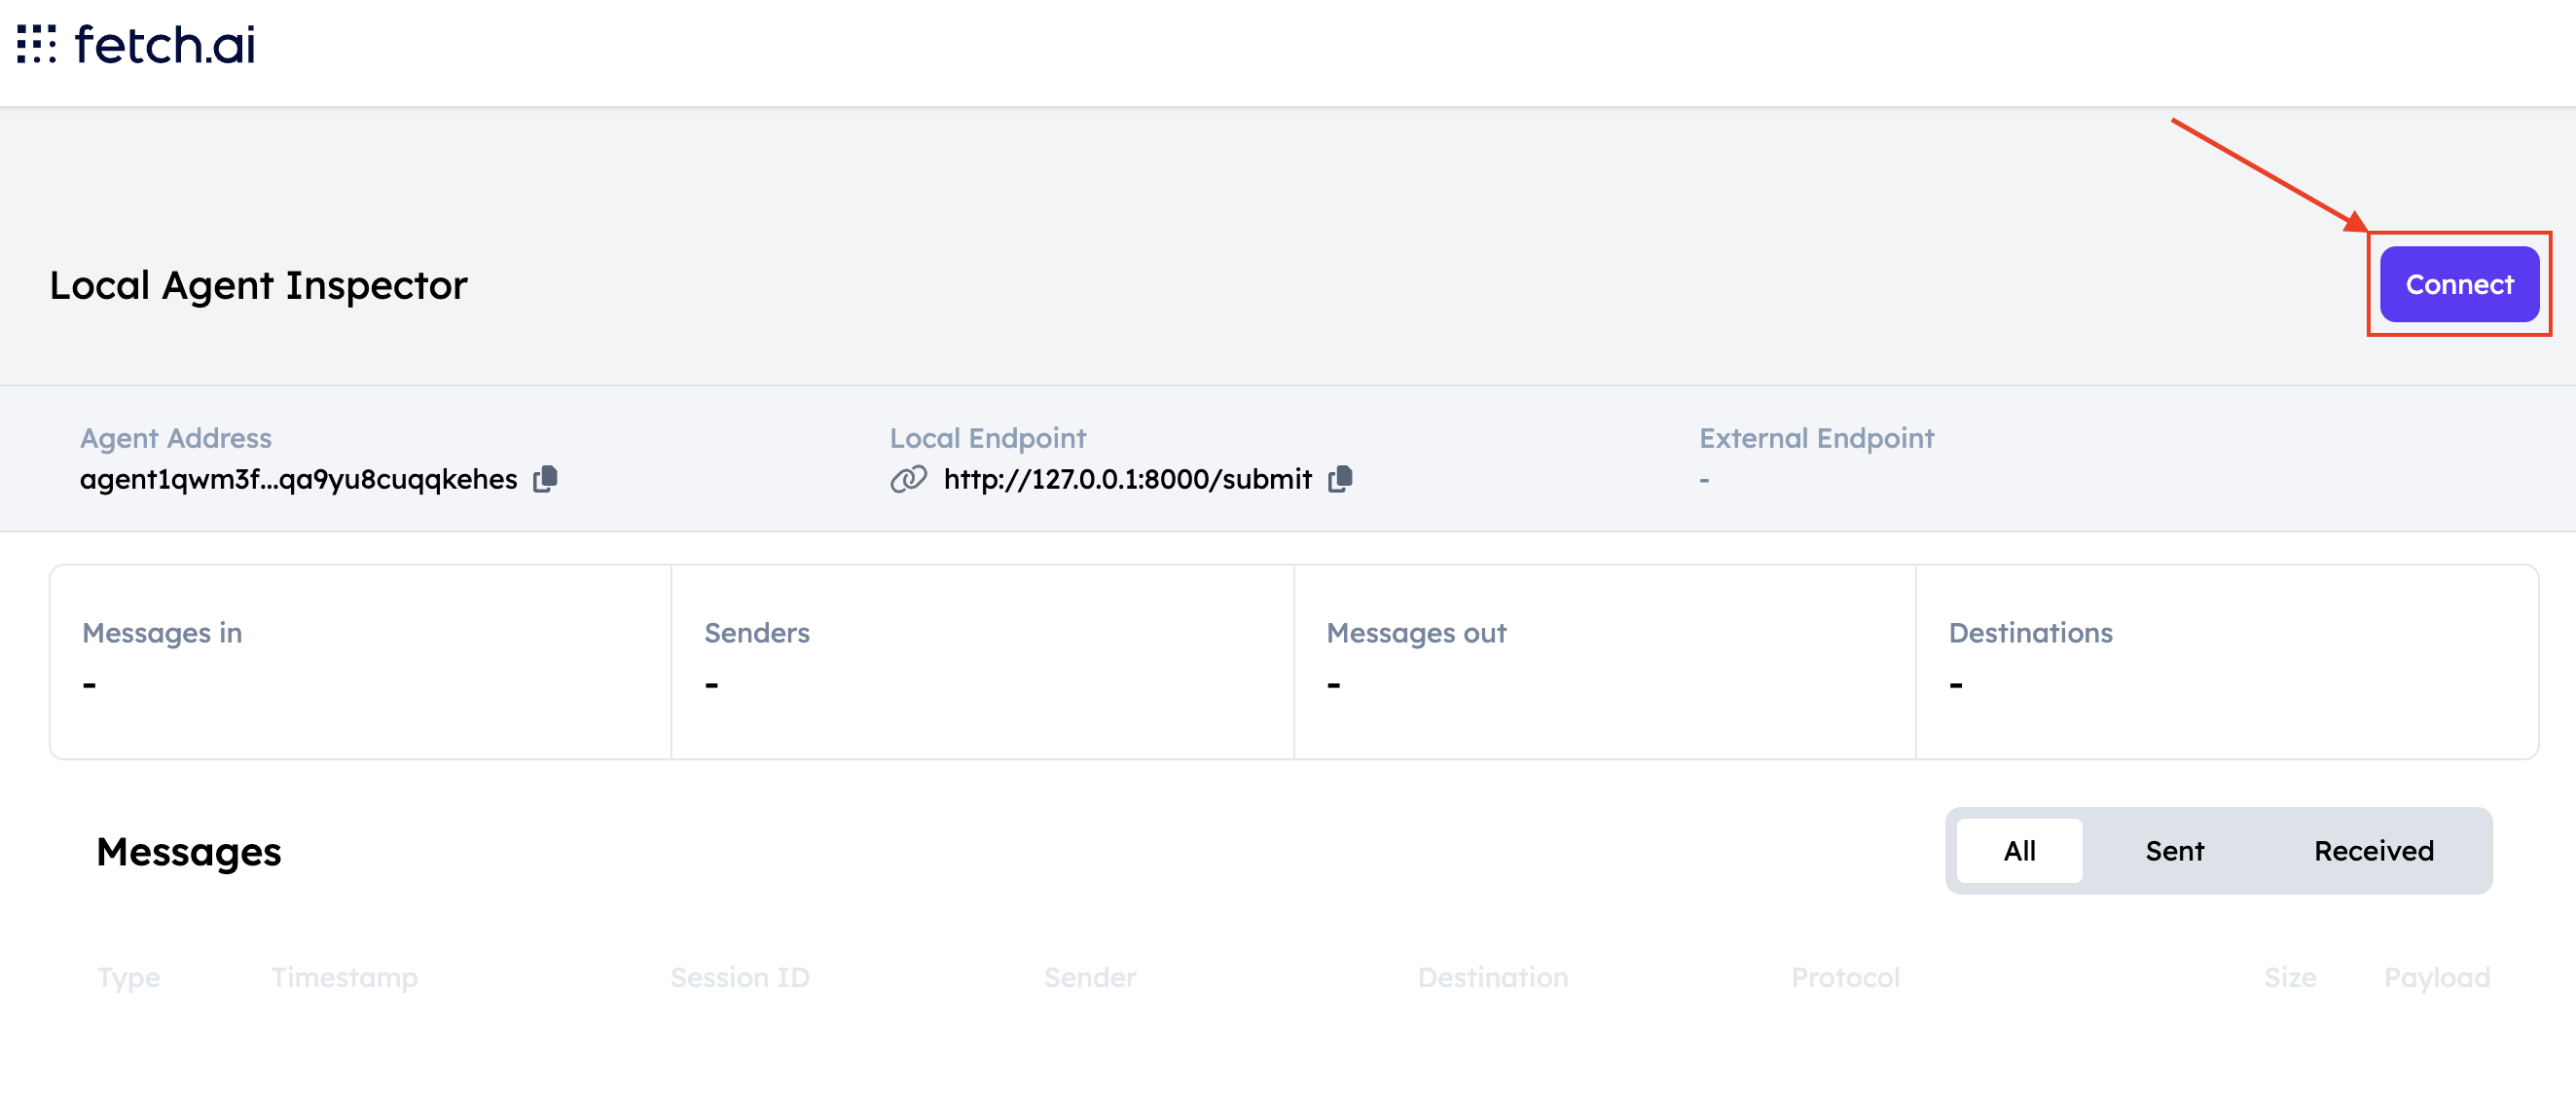 fetch.ai
Local Agent Inspector
Connect
Agent Address
agent1qwm3f...qa9yu8cuqqkehes
Local Endpoint
http://127.0.0.1:8000/submit
External Endpoint
-
Messages in
-
Senders
-
Messages out
-
Destinations
-
Messages
All Sent Received
Type Timestamp Session ID Sender Destination Protocol Size Payload